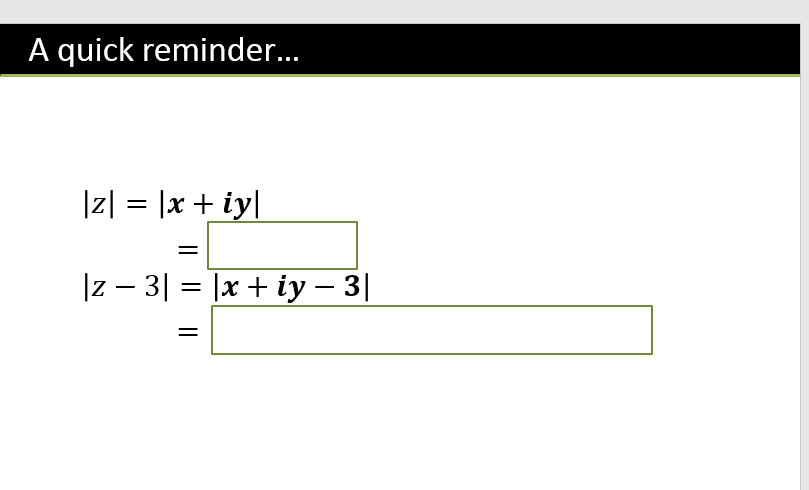 A quick reminder...
|z| = |x + iy|
=
|z − 3| = |x + iy − 3|
=